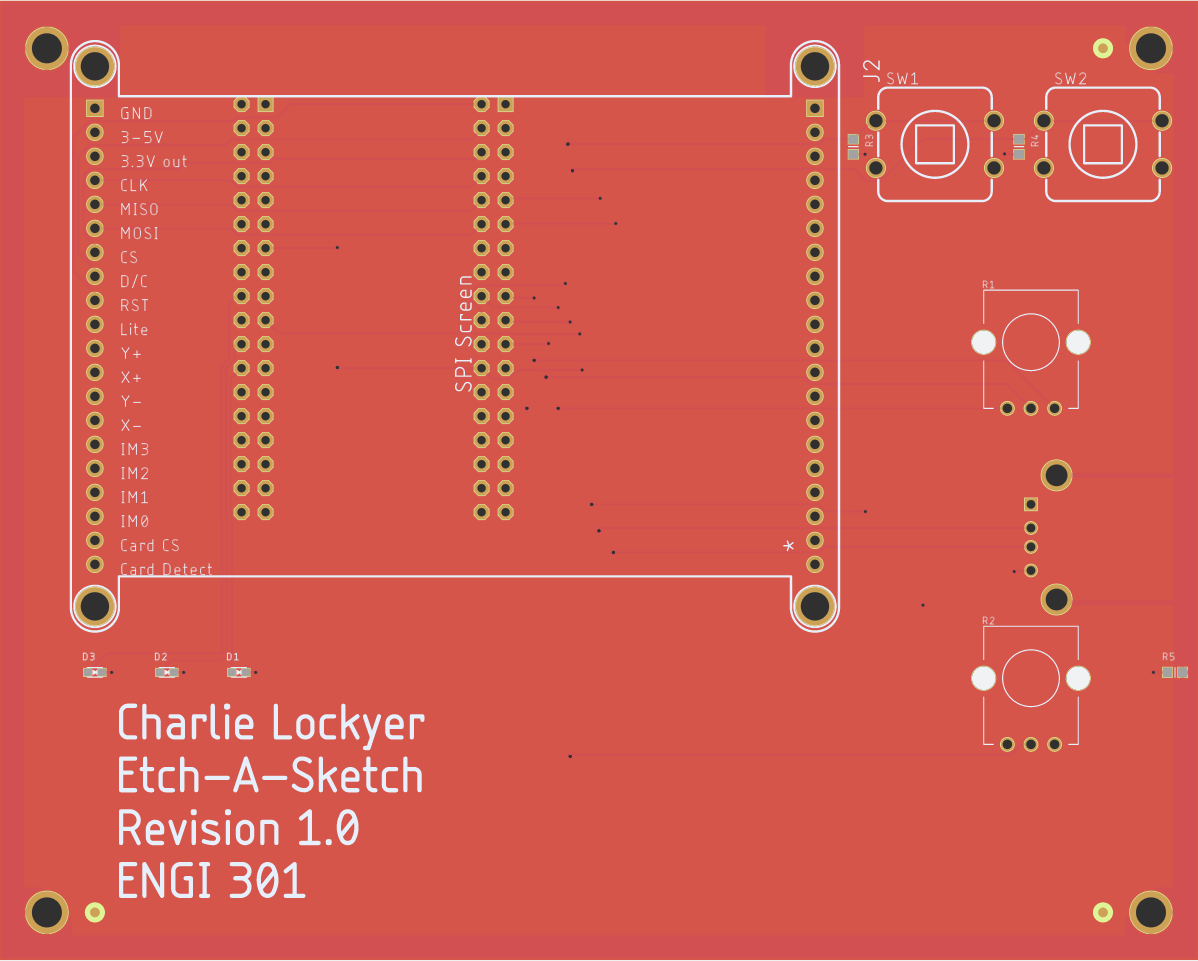 J2
SW1
SW2
R3
R4
GND
3-5V
3.3V out
CLK
MISO
MOSI
CS
D/C
RST
Lite
Y+
X+
Y-
X-
IM3
IM2
IM1
IM0
Card CS
Card Detect
SPI Screen
*
R1
R2
D3
D2
D1
R5
Charlie Lockyer
Etch-A-Sketch
Revision 1.0
ENGI 301